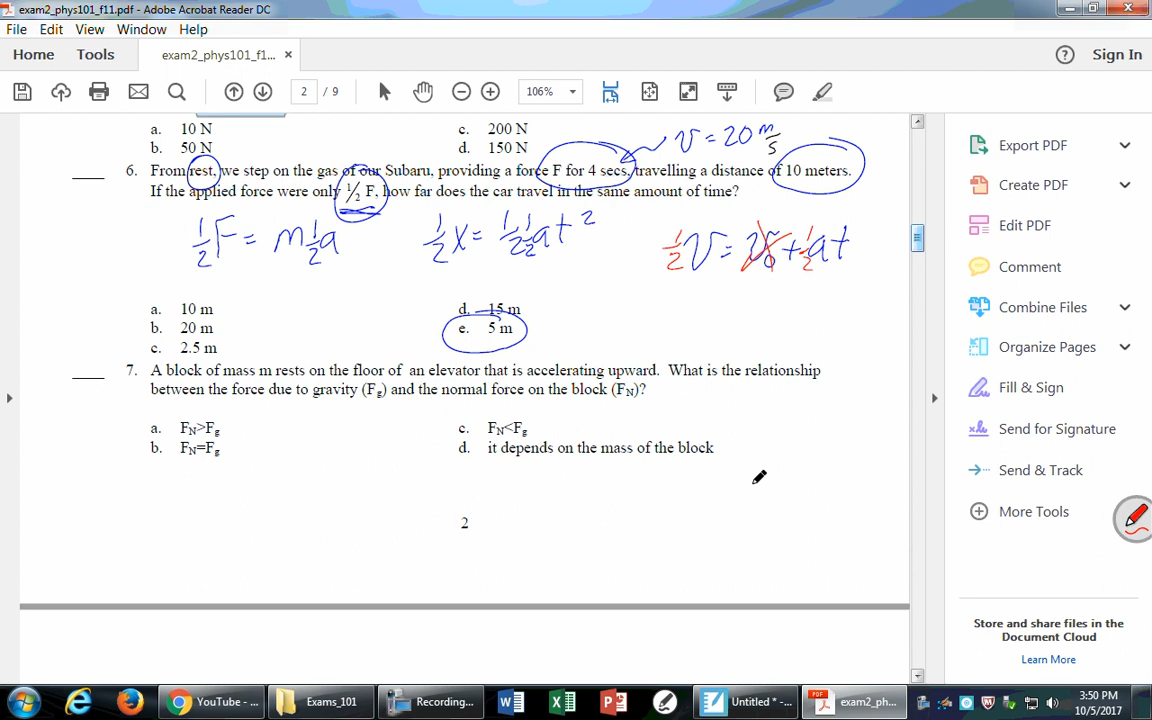 exam2_phys101_f11.pdf - Adobe Acrobat Reader DC
File Edit View Window Help
Home Tools exam2_phys101_f1... × Sign In
2 / 9 106%
a. 10 N c. 200 N
b. 50 N d. 150 N
v = 20 m/s
6. From rest, we step on the gas of our Subaru, providing a force F for 4 secs, travelling a distance of 10 meters.
If the applied force were only ½ F, how far does the car travel in the same amount of time?
½F = m½a ½x = ½½at² ½v = v₀ + ½at
a. 10 m d. 15 m
b. 20 m e. 5 m
c. 2.5 m
7. A block of mass m rests on the floor of an elevator that is accelerating upward. What is the relationship
between the force due to gravity (Fg) and the normal force on the block (FN)?
a. FN>Fg c. FN<Fg
b. FN=Fg d. it depends on the mass of the block
2
Export PDF
Create PDF
Edit PDF
Comment
Combine Files
Organize Pages
Fill & Sign
Send for Signature
Send & Track
More Tools
Store and share files in the
Document Cloud
Learn More
YouTube - ... Exams_101 Recording... Untitled * -... exam2_ph...
3:50 PM
10/5/2017